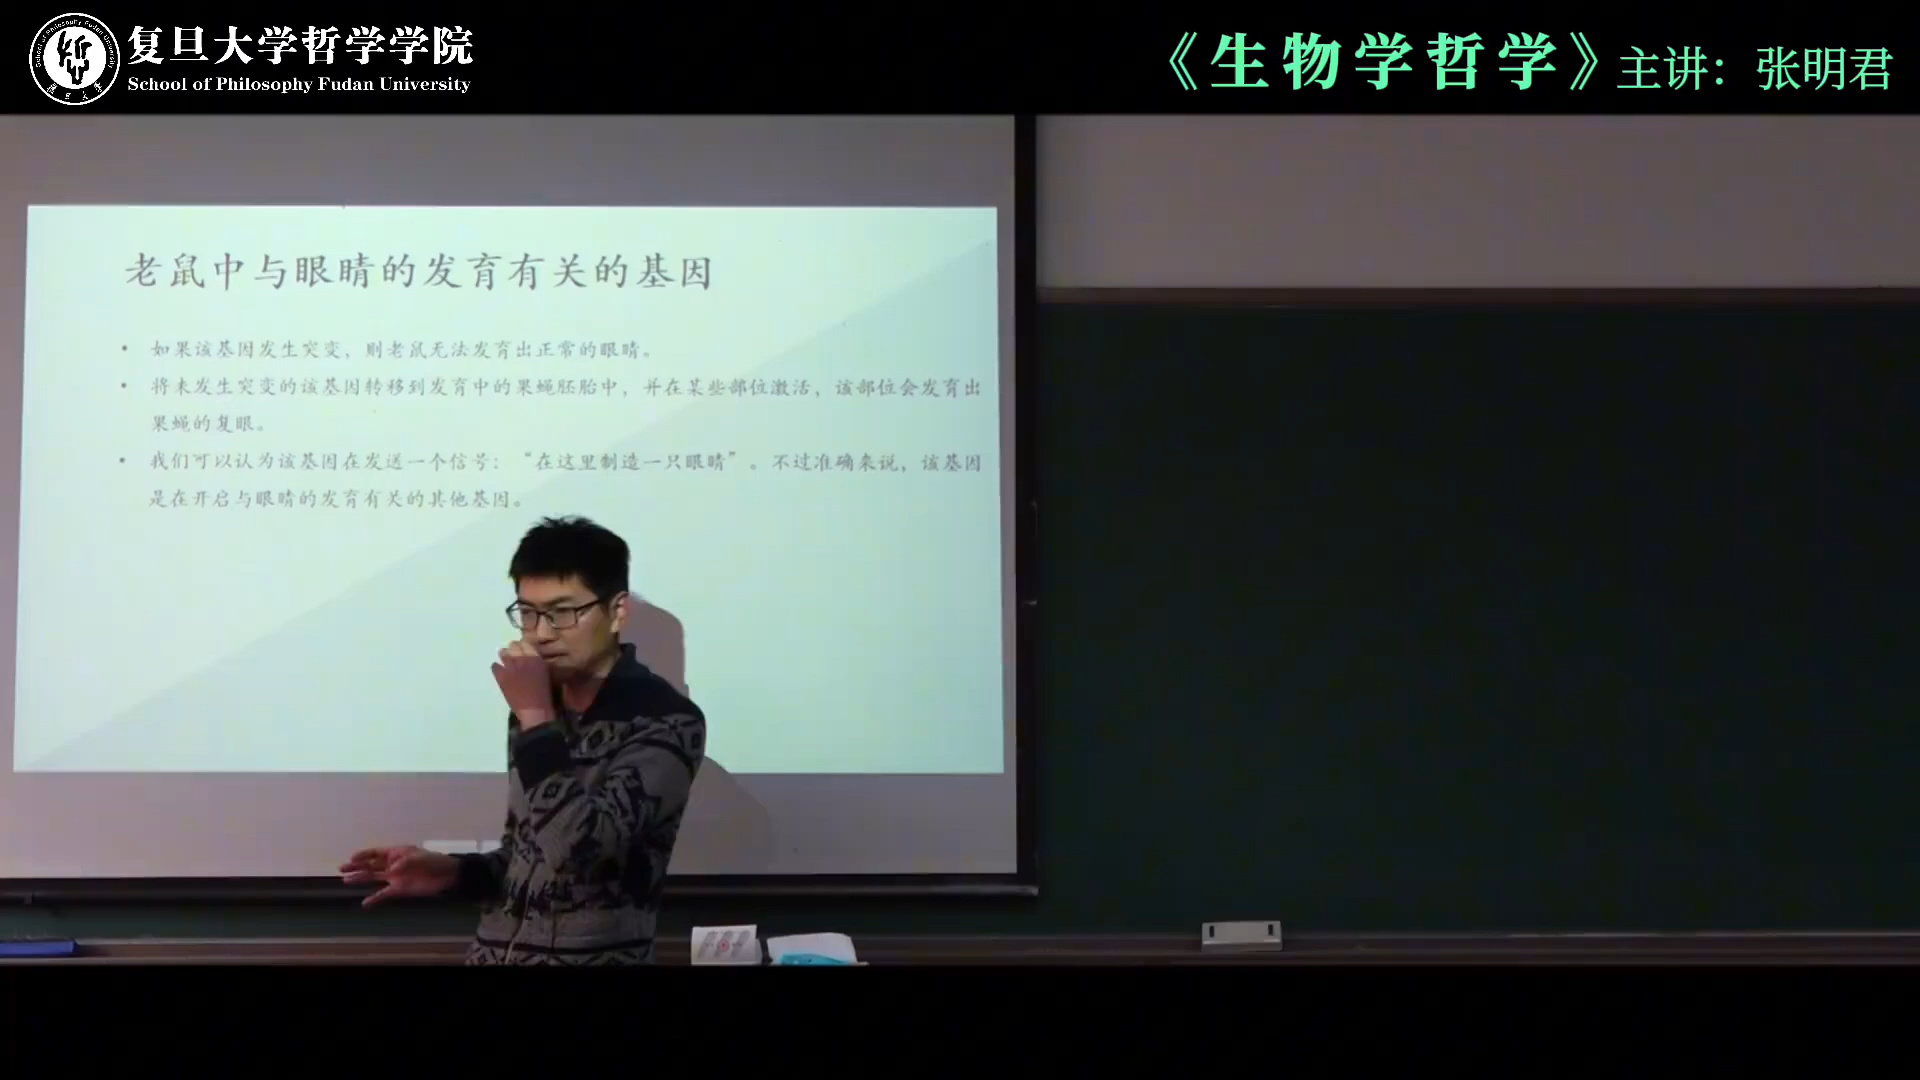 复旦大学哲学学院
School of Philosophy Fudan University
《生物学哲学》主讲：张明君
老鼠中与眼睛的发育有关的基因
• 如果该基因发生突变，则老鼠无法发育出正常的眼睛。
• 将未发生突变的该基因转移到发育中的果蝇胚胎中，并在某些部位激活，该部位会发育出
果蝇的复眼。
• 我们可以认为该基因在发送一个信号：“在这里制造一只眼睛”。不过准确来说，该基因
是在开启与眼睛的发育有关的其他基因。